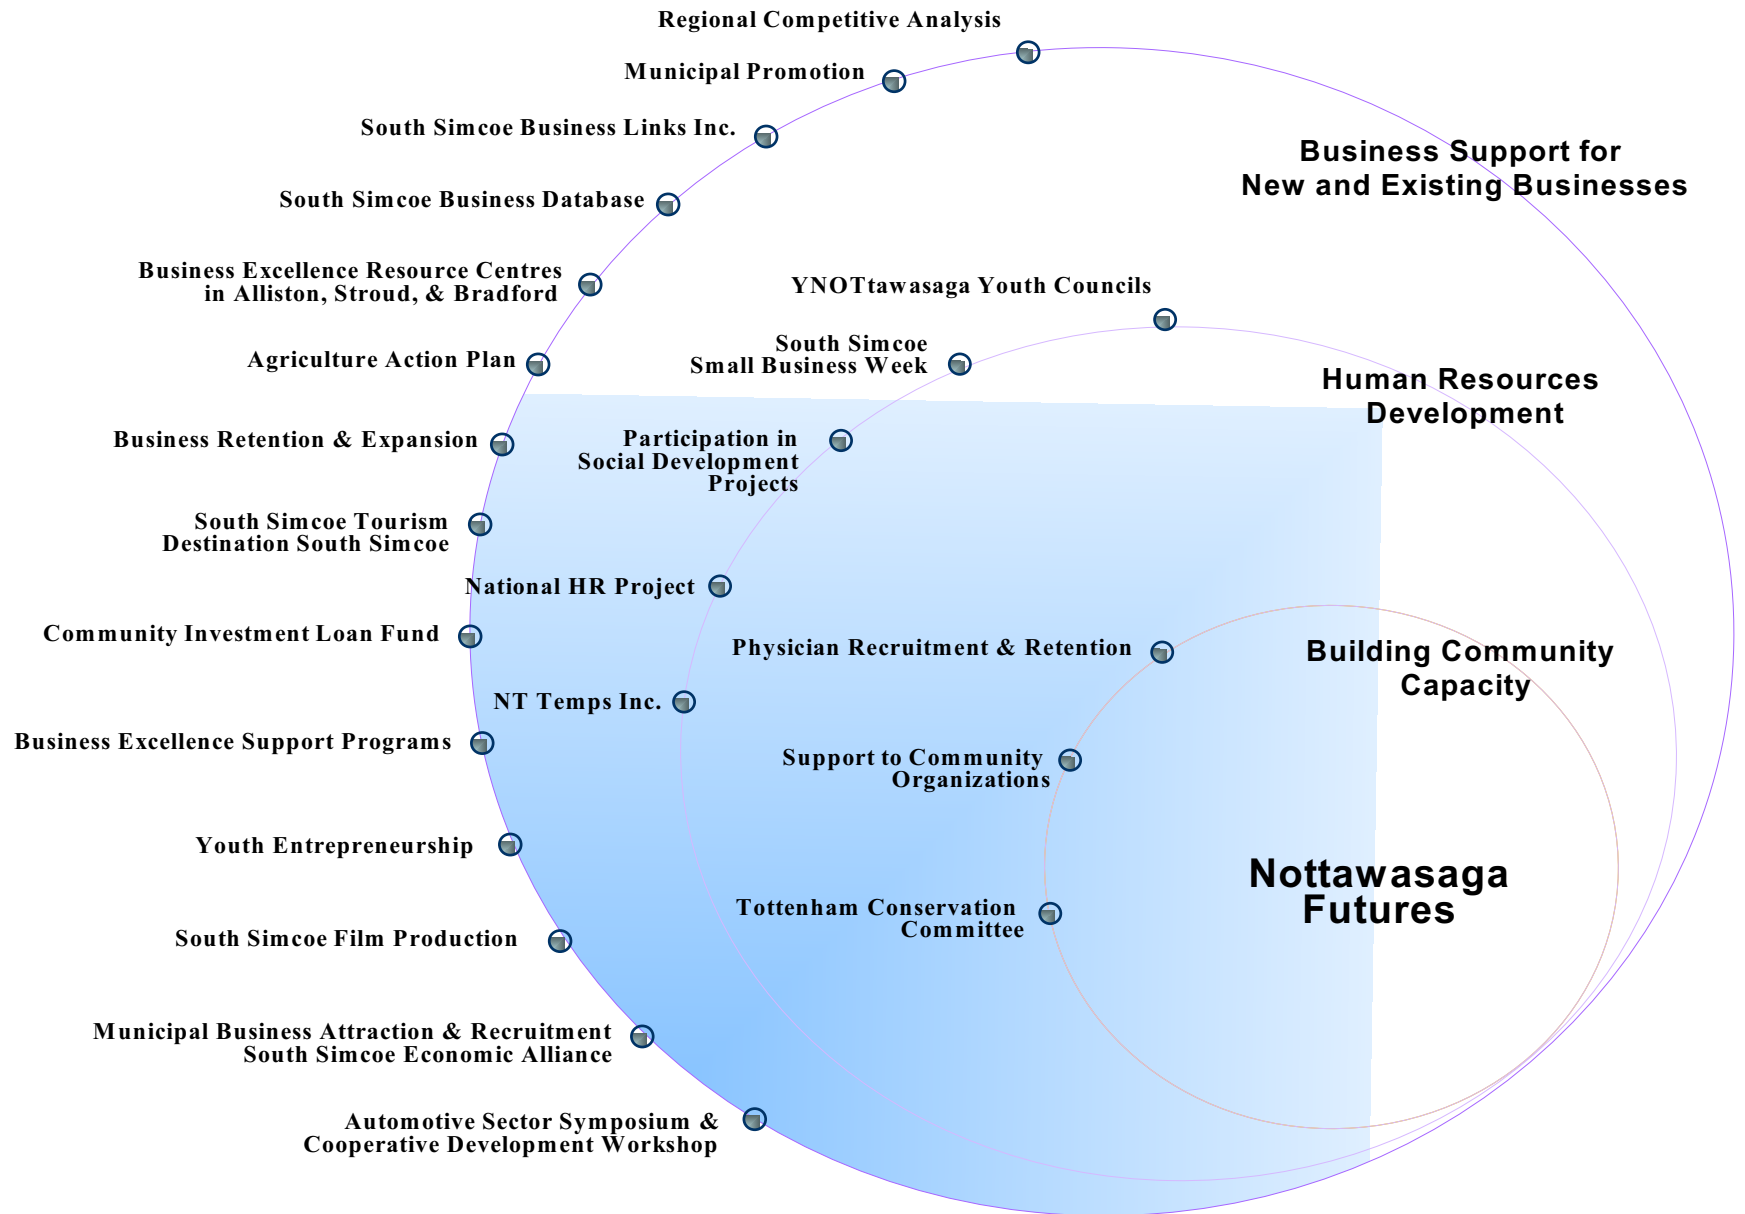 Regional Competitive Analysis
Municipal Promotion
South Simcoe Business Links Inc.
South Simcoe Business Database
Business Excellence Resource Centres
in Alliston, Stroud, & Bradford
Agriculture Action Plan
Business Retention & Expansion
South Simcoe Tourism
Destination South Simcoe
Community Investment Loan Fund
Business Excellence Support Programs
Youth Entrepreneurship
South Simcoe Film Production
Municipal Business Attraction & Recruitment
South Simcoe Economic Alliance
Automotive Sector Symposium &
Cooperative Development Workshop
Business Support for
New and Existing Businesses
YNOTtawasaga Youth Councils
South Simcoe
Small Business Week
Participation in
Social Development
Projects
National HR Project
NT Temps Inc.
Human Resources
Development
Physician Recruitment & Retention
Support to Community
Organizations
Tottenham Conservation
Committee
Building Community
Capacity
Nottawasaga
Futures